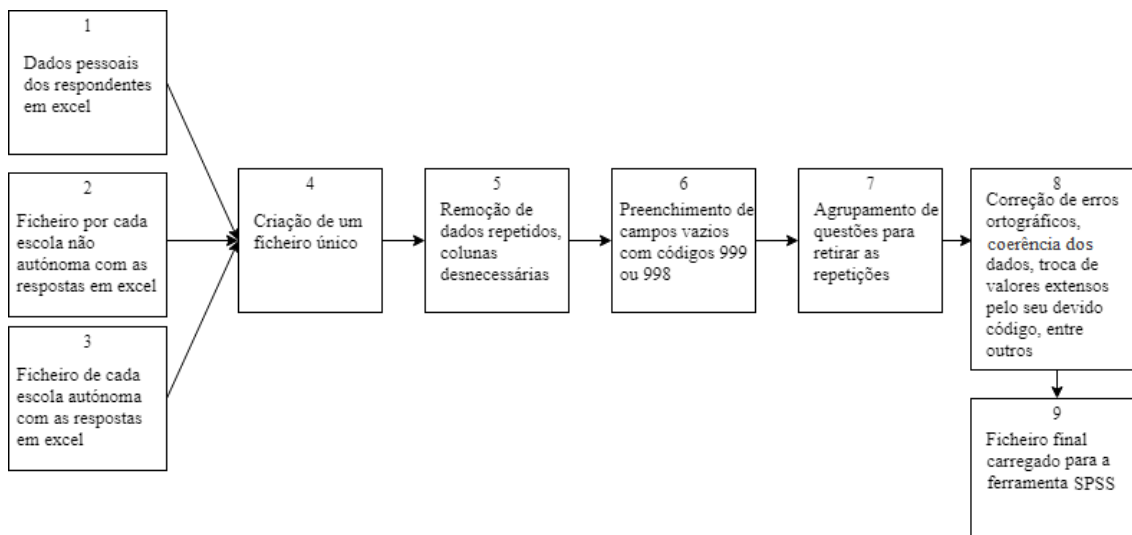 1
Dados pessoais
dos respondentes
em excel
2
Ficheiro por cada
escola não
autónoma com as
respostas em excel
3
Ficheiro de cada
escola autónoma
com as respostas
em excel
4
Criação de um
ficheiro único
5
Remoção de
dados repetidos,
colunas
desnecessárias
6
Preenchimento de
campos vazios
com códigos 999
ou 998
7
Agrupamento de
questões para
retirar as
repetições
8
Correção de erros
ortográficos,
coerência dos
dados, troca de
valores extensos
pelo seu devido
código, entre
outros
9
Ficheiro final
carregado para a
ferramenta SPSS